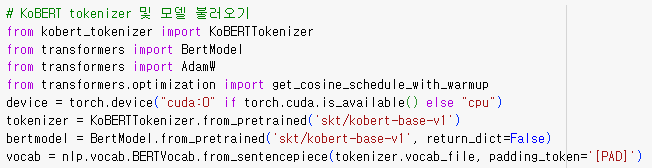 # KoBERT tokenizer 및 모델 불러오기
from kobert_tokenizer import KoBERTTokenizer
from transformers import BertModel
from transformers import AdamW
from transformers.optimization import get_cosine_schedule_with_warmup
device = torch.device("cuda:0" if torch.cuda.is_available() else "cpu")
tokenizer = KoBERTTokenizer.from_pretrained('skt/kobert-base-v1')
bertmodel = BertModel.from_pretrained('skt/kobert-base-v1', return_dict=False)
vocab = nlp.vocab.BERTVocab.from_sentencepiece(tokenizer.vocab_file, padding_token='[PAD]')